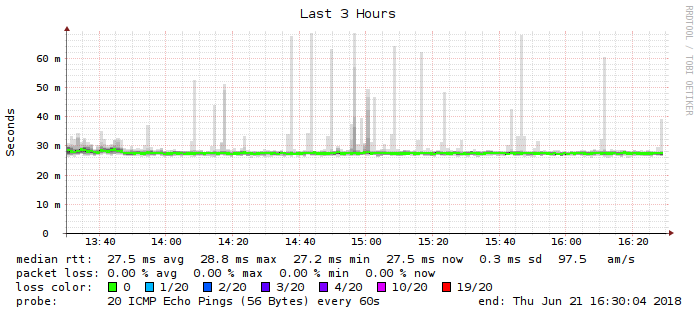 Last 3 Hours
RRDTOOL / TOBI OETIKER
Seconds
60 m
50 m
40 m
30 m
20 m
10 m
0
13:40 14:00 14:20 14:40 15:00 15:20 15:40 16:00 16:20
median rtt: 27.5 ms avg 28.8 ms max 27.2 ms min 27.5 ms now 0.3 ms sd 97.5 am/s
packet loss: 0.00 % avg 0.00 % max 0.00 % min 0.00 % now
loss color: 0 1/20 2/20 3/20 4/20 10/20 19/20
probe: 20 ICMP Echo Pings (56 Bytes) every 60s end: Thu Jun 21 16:30:04 2018